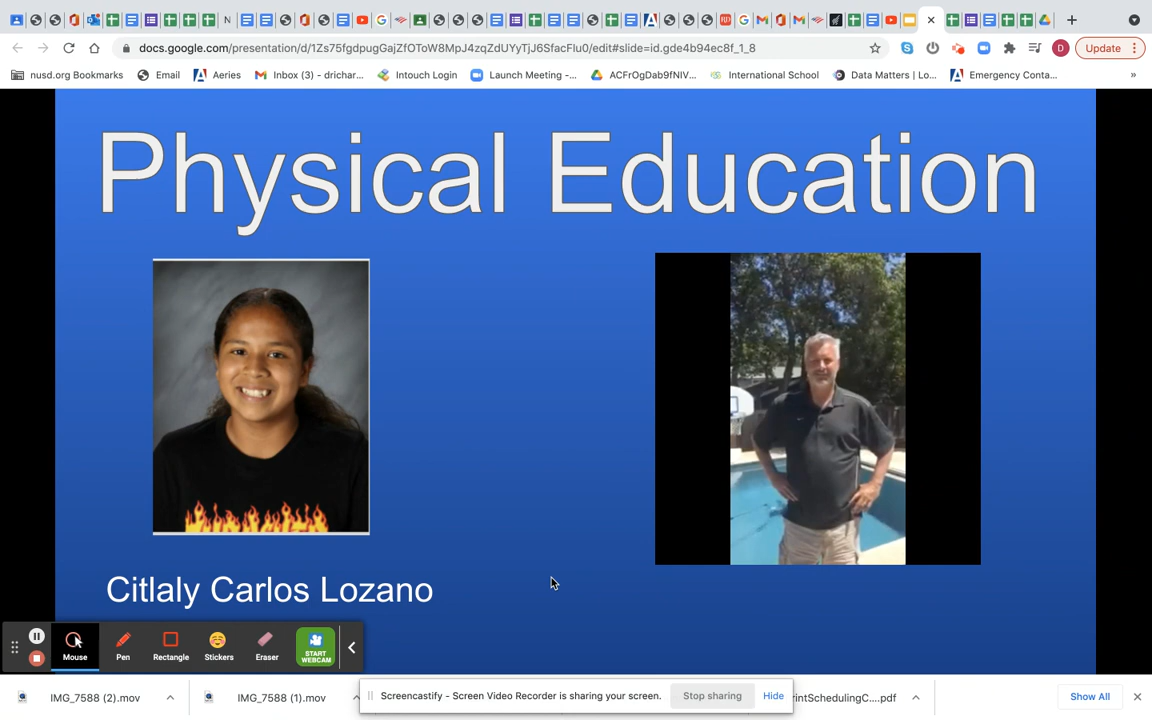 docs.google.com/presentation/d/1Zs75fgdpugGajZfOToW8MpJ4zqZdUYyTjJ6SfacFlu0/edit#slide=id.gde4b94ec8f_1_8
D
Update
nusd.org Bookmarks
Email
Aeries
Inbox (3) - drichar...
Intouch Login
Launch Meeting -...
ACFrOgDab9fNIV...
International School
Data Matters | Lo...
Emergency Conta...
»
Physical Education
Citlaly Carlos Lozano
Mouse
Pen
Rectangle
Stickers
Eraser
START
WEBCAM
IMG_7588 (2).mov
IMG_7588 (1).mov
Screencastify - Screen Video Recorder is sharing your screen.
Stop sharing
Hide
intSchedulingC....pdf
Show All